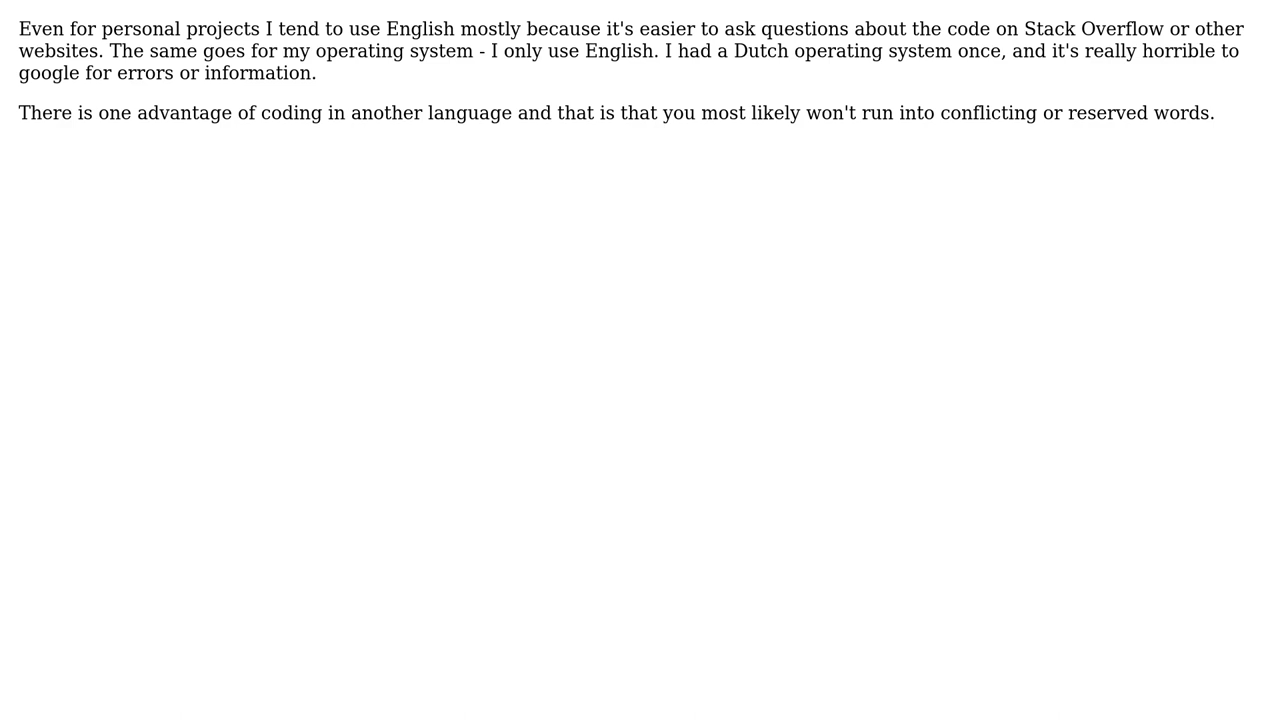 Even for personal projects I tend to use English mostly because it's easier to ask questions about the code on Stack Overflow or other
websites. The same goes for my operating system - I only use English. I had a Dutch operating system once, and it's really horrible to
google for errors or information.
There is one advantage of coding in another language and that is that you most likely won't run into conflicting or reserved words.